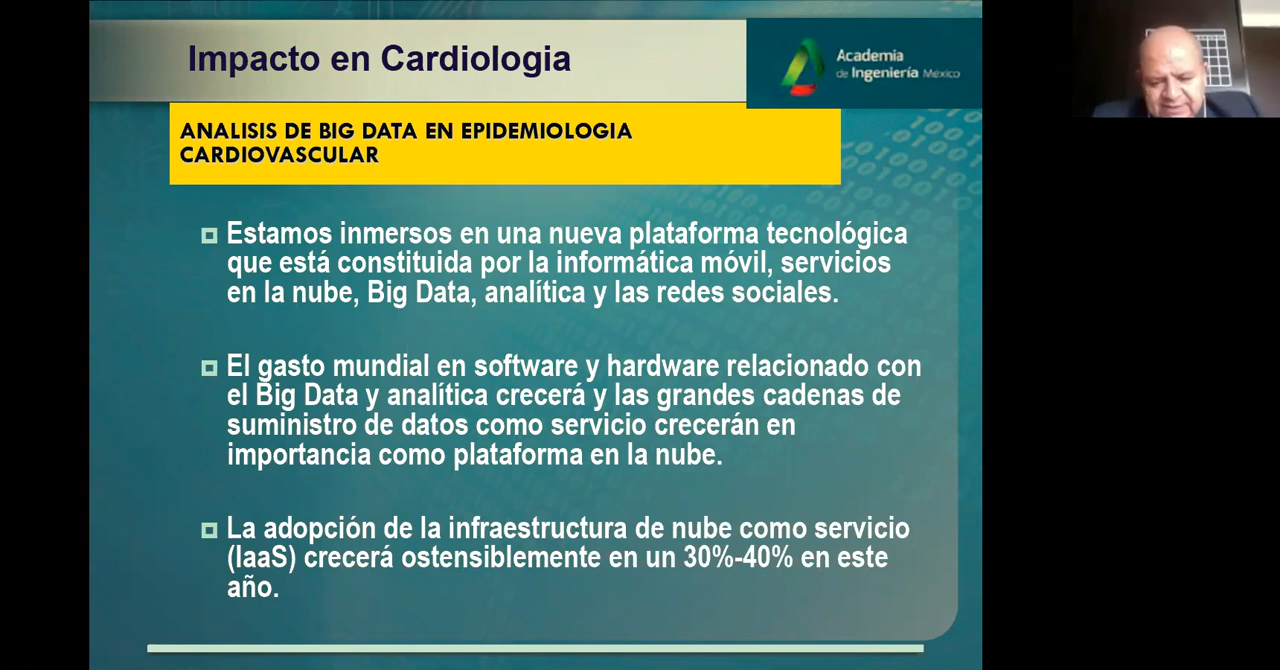 Impacto en Cardiologia
Academia
de Ingeniería México
ANALISIS DE BIG DATA EN EPIDEMIOLOGIA
CARDIOVASCULAR
Estamos inmersos en una nueva plataforma tecnológica
que está constituida por la informática móvil, servicios
en la nube, Big Data, analítica y las redes sociales.
El gasto mundial en software y hardware relacionado con
el Big Data y analítica crecerá y las grandes cadenas de
suministro de datos como servicio crecerán en
importancia como plataforma en la nube.
La adopción de la infraestructura de nube como servicio
(IaaS) crecerá ostensiblemente en un 30%-40% en este
año.